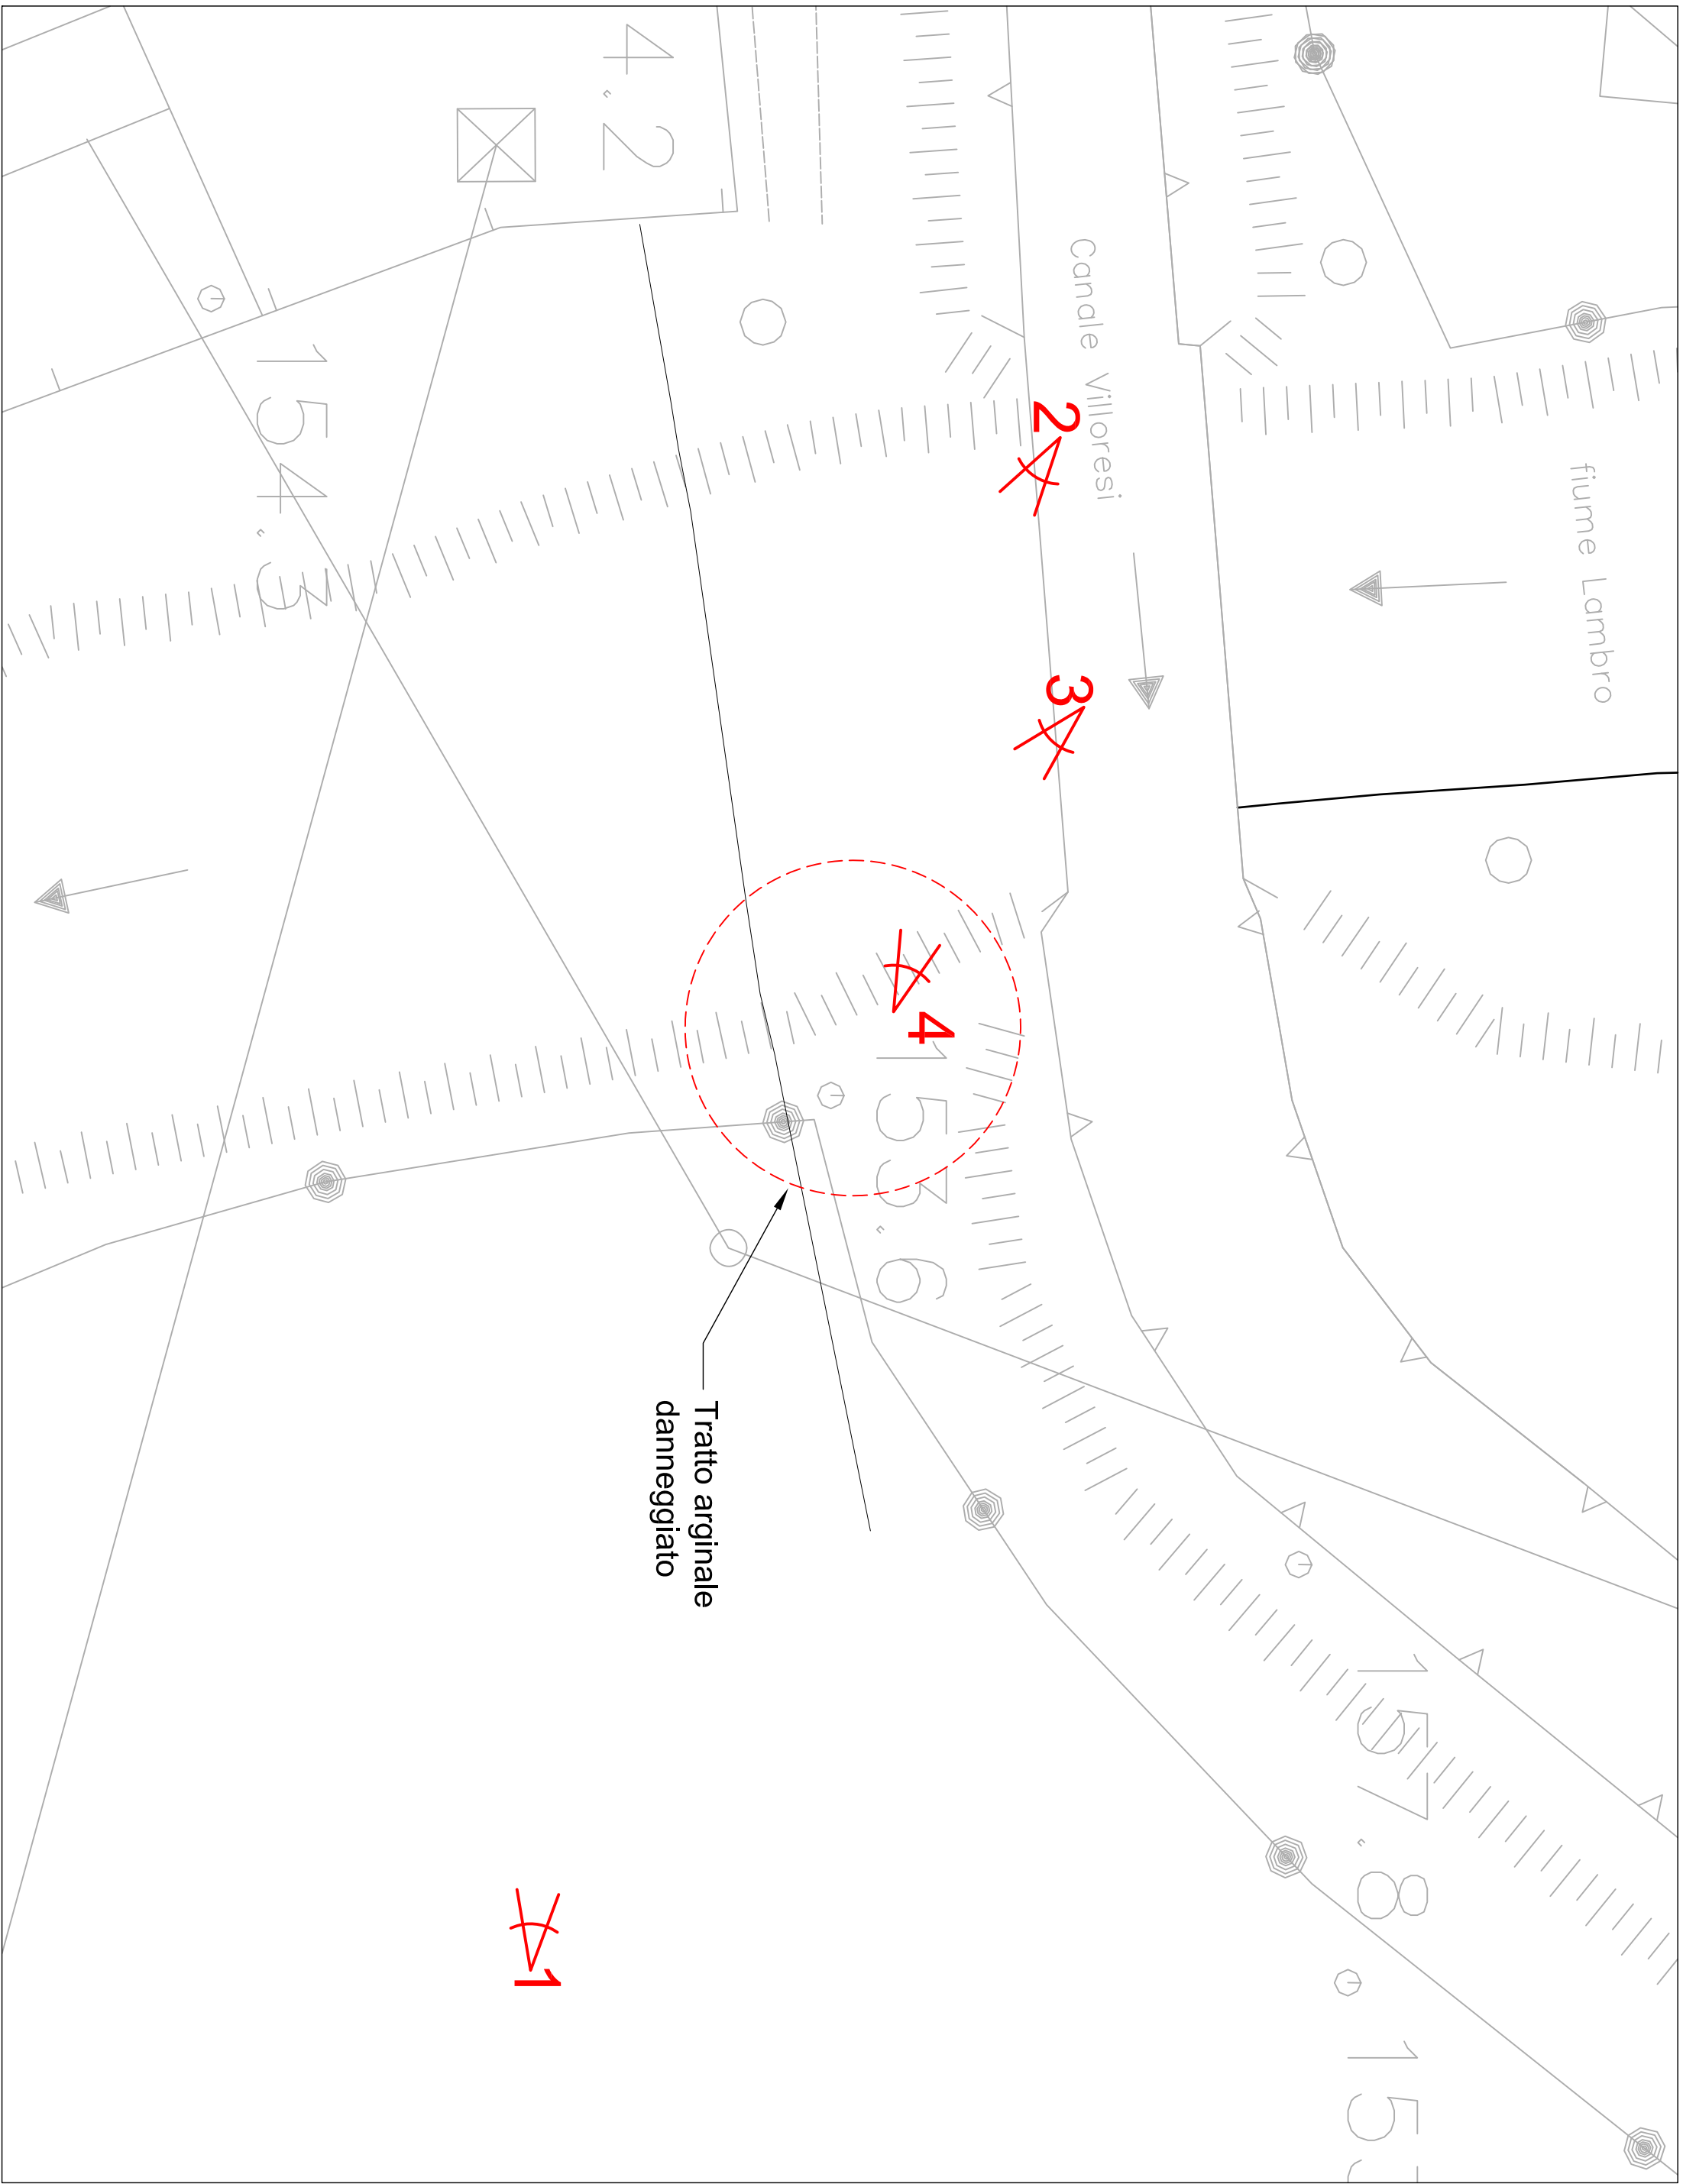 fiume Lambro
157.8
15
Canale Villoresi
2
3
4
153.6
Tratto arginale
danneggiato
4.2
1
154.3